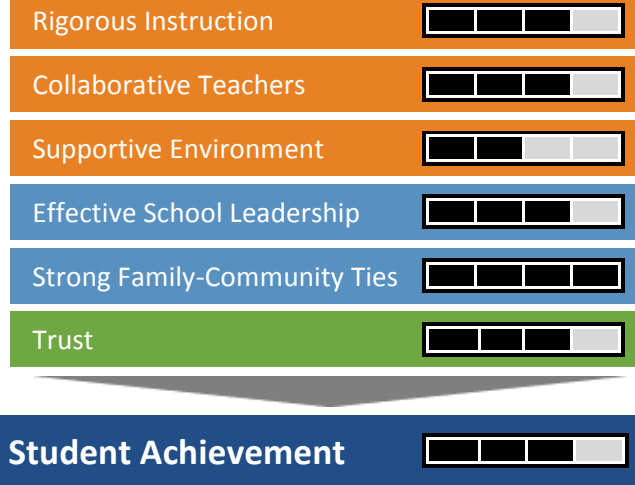 Rigorous Instruction
Collaborative Teachers
Supportive Environment
Effective School Leadership
Strong Family-Community Ties
Trust
Student Achievement